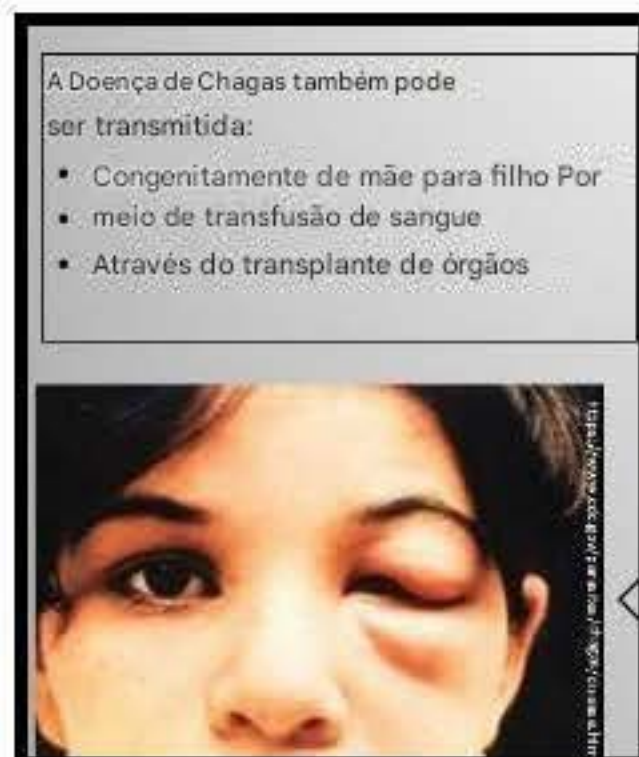 A Doença de Chagas também pode
ser transmitida:
• Congenitamente de mãe para filho Por
• meio de transfusão de sangue
• Através do transplante de órgãos